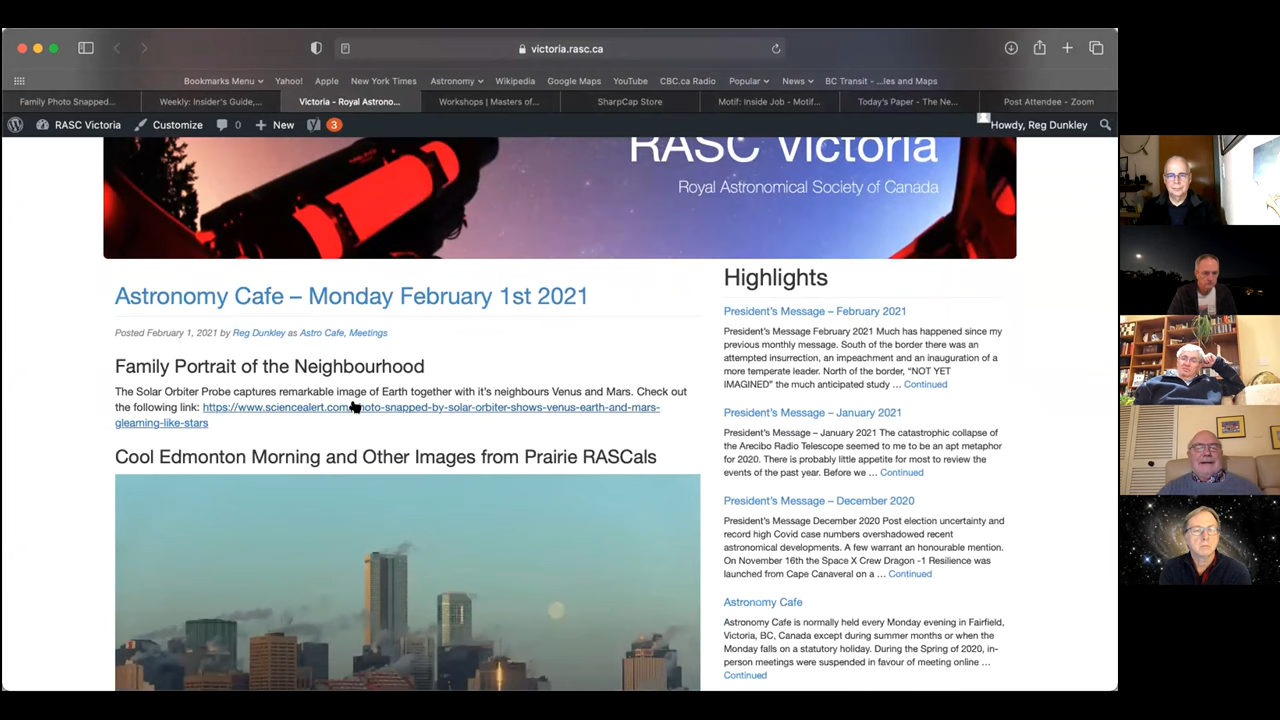 victoria.rasc.ca
Bookmarks Menu Yahoo! Apple New York Times Astronomy Wikipedia Google Maps YouTube CBC.ca Radio Popular News BC Transit - ...les and Maps
Family Photo Snapped... Weekly: Insider's Guide,... Victoria - Royal Astrono... Workshops | Masters of... SharpCap Store Motif: Inside Job - Motif... Today's Paper - The Ne... Post Attendee - Zoom
RASC Victoria Customize 0 New 3 Howdy, Reg Dunkley
RASC Victoria
Royal Astronomical Society of Canada
Astronomy Cafe – Monday February 1st 2021
Posted February 1, 2021 by Reg Dunkley as Astro Cafe, Meetings
Family Portrait of the Neighbourhood
The Solar Orbiter Probe captures remarkable image of Earth together with it's neighbours Venus and Mars. Check out
the following link: https://www.sciencealert.com/photo-snapped-by-solar-orbiter-shows-venus-earth-and-mars-
gleaming-like-stars
Cool Edmonton Morning and Other Images from Prairie RASCals
Highlights
President's Message – February 2021
President's Message February 2021 Much has happened since my
previous monthly message. South of the border there was an
attempted insurrection, an impeachment and an inauguration of a
more temperate leader. North of the border, "NOT YET
IMAGINED" the much anticipated study ... Continued
President's Message – January 2021
President's Message – January 2021 The catastrophic collapse of
the Arecibo Radio Telescope seemed to me to be an apt metaphor
for 2020. There is probably little appetite for most to review the
events of the past year. Before we ... Continued
President's Message – December 2020
President's Message December 2020 Post election uncertainty and
record high Covid case numbers overshadowed recent
astronomical developments. A few warrant an honourable mention.
On November 16th the Space X Crew Dragon -1 Resilience was
launched from Cape Canaveral on a ... Continued
Astronomy Cafe
Astronomy Cafe is normally held every Monday evening in Fairfield,
Victoria, BC, Canada except during summer months or when the
Monday falls on a statutory holiday. During the Spring of 2020, in-
person meetings were suspended in favour of meeting online ...
Continued